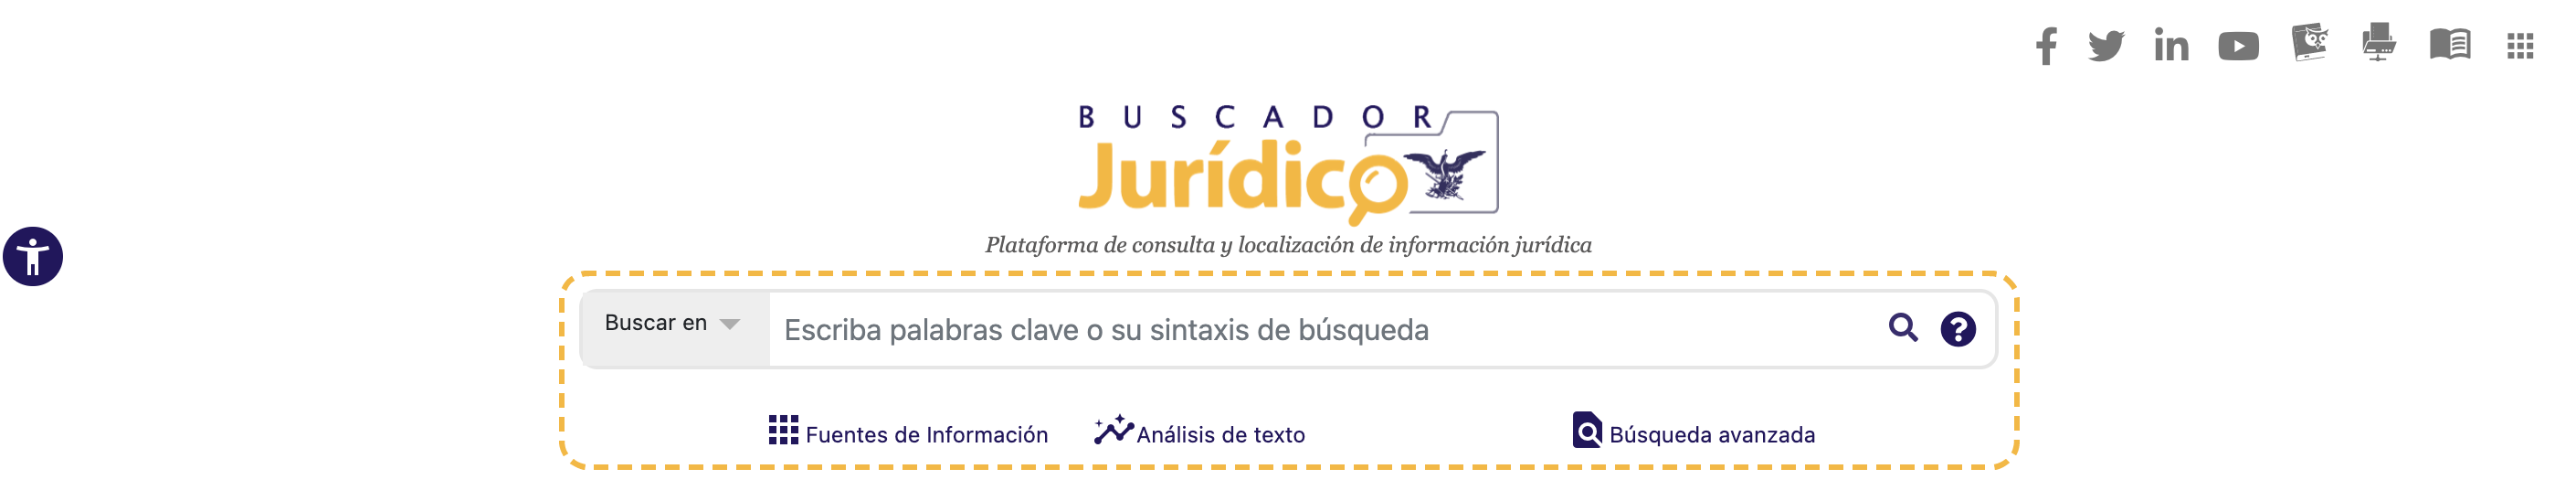 BUSCADOR
Jurídico
Plataforma de consulta y localización de información jurídica
Buscar en Escriba palabras clave o su sintaxis de búsqueda
Fuentes de Información Análisis de texto Búsqueda avanzada